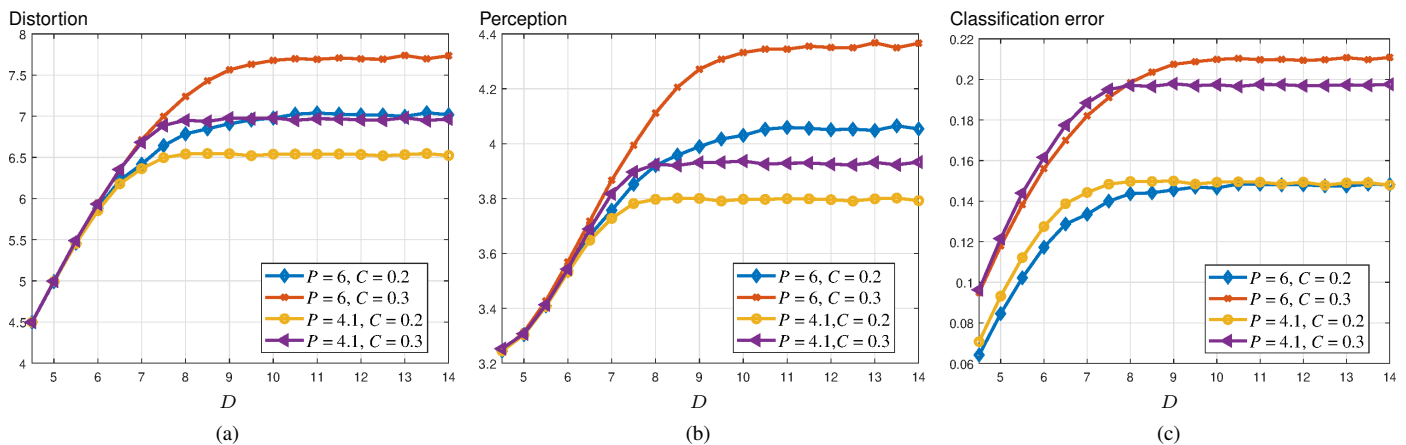 Distortion
8
7.5
7
6.5
6
5.5
5
4.5
4
5 6 7 8 9 10 11 12 13 14
P = 6, C = 0.2
P = 6, C = 0.3
P = 4.1, C = 0.2
P = 4.1, C = 0.3
D
(a)
Perception
4.4
4.2
4
3.8
3.6
3.4
3.2
5 6 7 8 9 10 11 12 13 14
P = 6, C = 0.2
P = 6, C = 0.3
P = 4.1,C = 0.2
P = 4.1,C = 0.3
D
(b)
Classification error
0.22
0.2
0.18
0.16
0.14
0.12
0.1
0.08
0.06
5 6 7 8 9 10 11 12 13 14
P = 6, C = 0.2
P = 6, C = 0.3
P = 4.1, C = 0.2
P = 4.1, C = 0.3
D
(c)